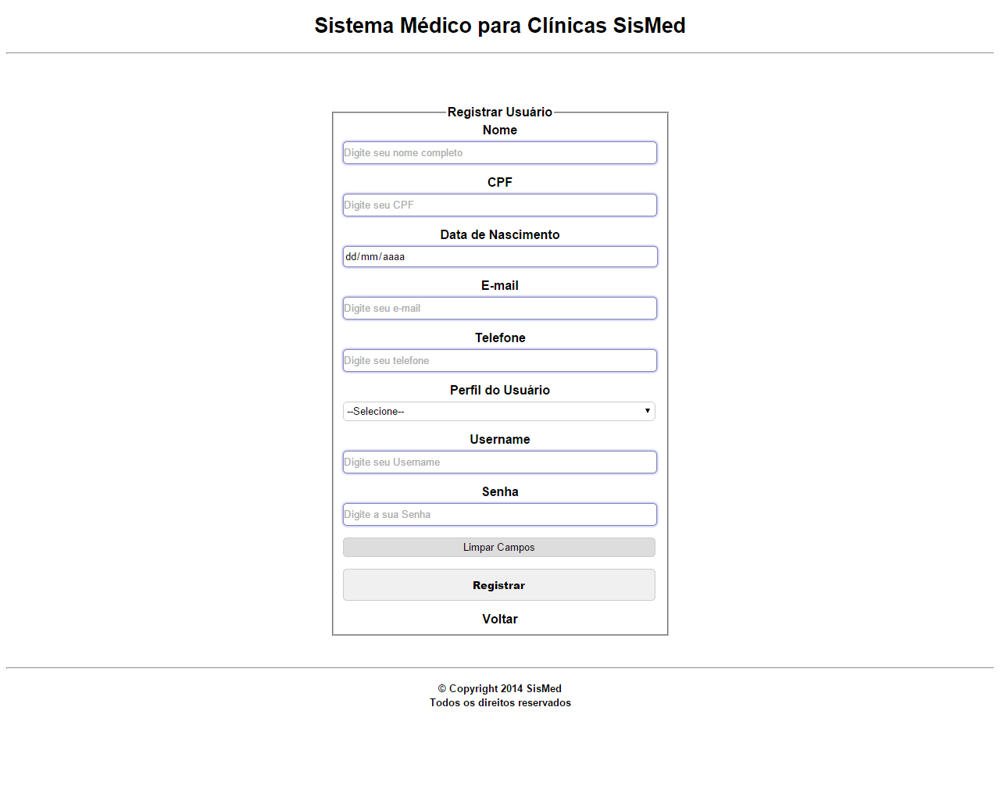 Sistema Médico para Clínicas SisMed
Registrar Usuário
Nome
Digite seu nome completo
CPF
Digite seu CPF
Data de Nascimento
dd/mm/aaaa
E-mail
Digite seu e-mail
Telefone
Digite seu telefone
Perfil do Usuário
--Selecione--
Username
Digite seu Username
Senha
Digite a sua Senha
Limpar Campos
Registrar
Voltar
© Copyright 2014 SisMed
Todos os direitos reservados